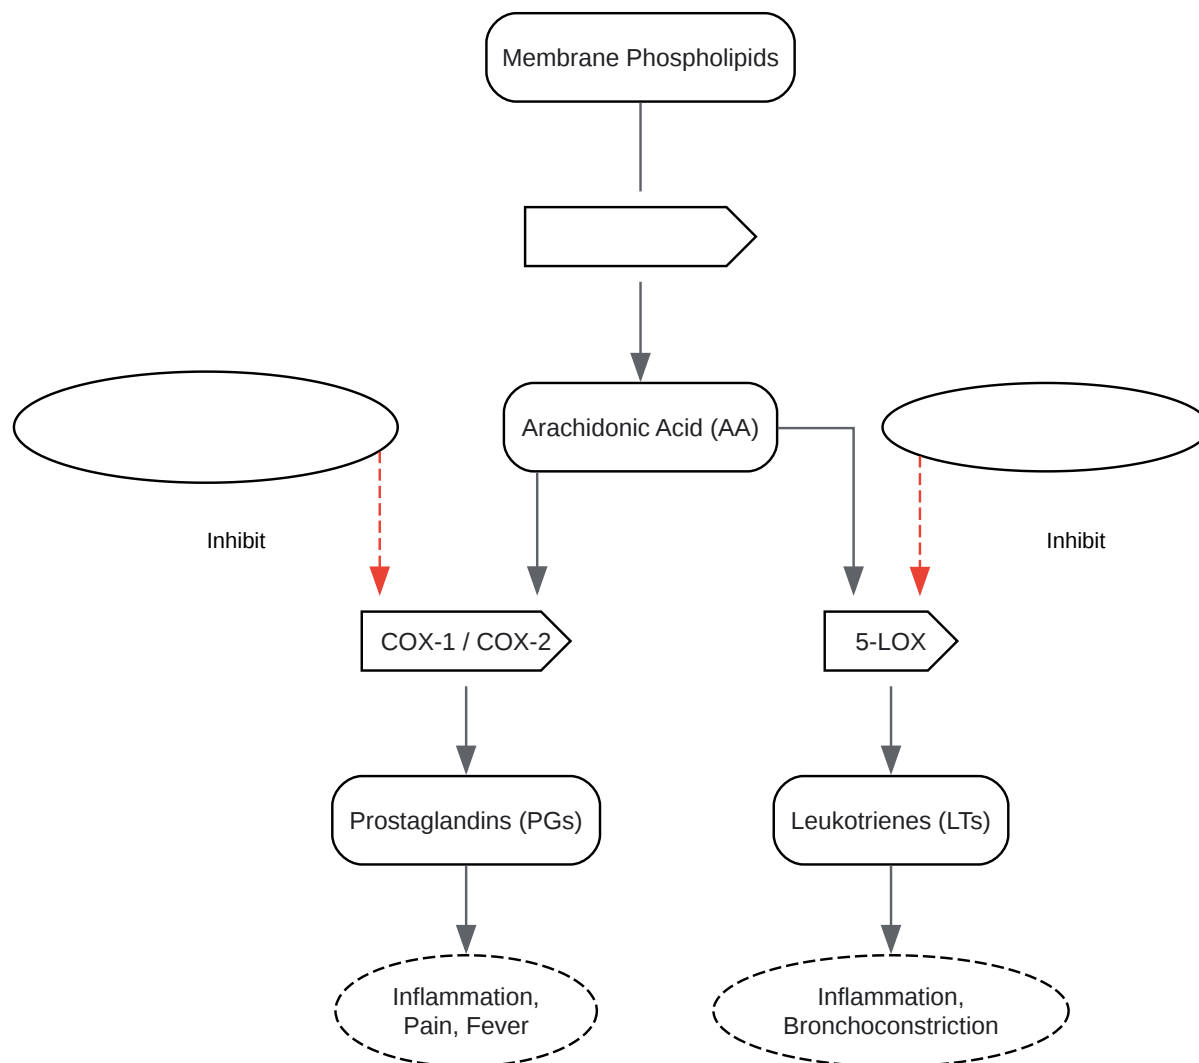 Membrane Phospholipids
Arachidonic Acid (AA)
Inhibit
Inhibit
COX-1 / COX-2
5-LOX
Prostaglandins (PGs)
Leukotrienes (LTs)
Inflammation,
Pain, Fever
Inflammation,
Bronchoconstriction